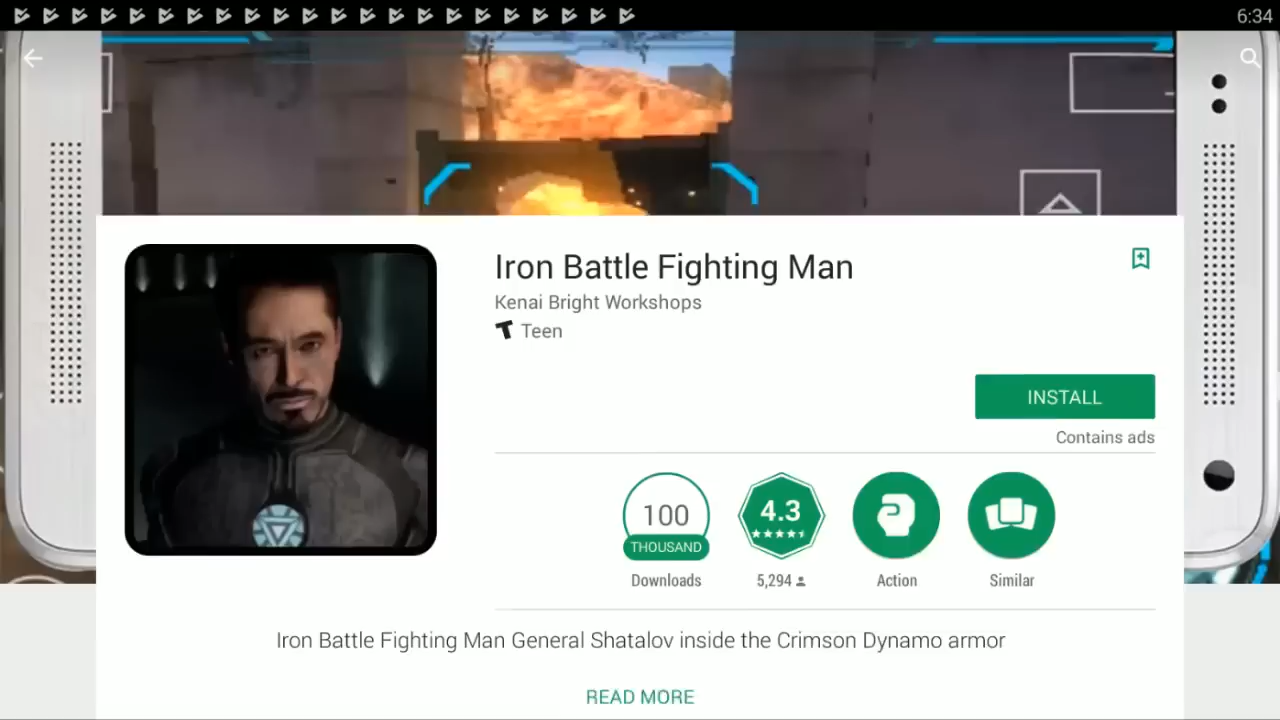 6:34
Iron Battle Fighting Man
Kenai Bright Workshops
T Teen
INSTALL
Contains ads
100
THOUSAND
4.3
Downloads
5,294
Action
Similar
Iron Battle Fighting Man General Shatalov inside the Crimson Dynamo armor
READ MORE